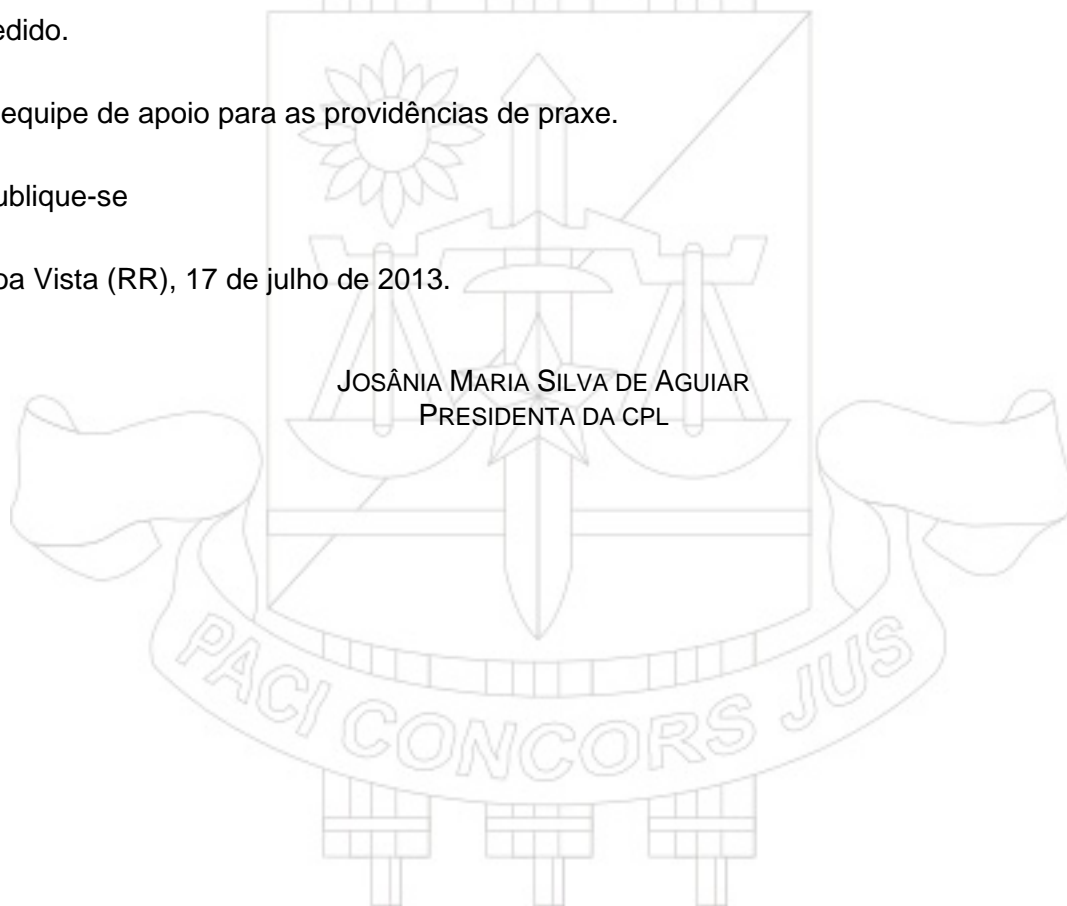 edido.
equipe de apoio para as providências de praxe.
ublique-se
oa Vista (RR), 17 de julho de 2013.
JOSÂNIA MARIA SILVA DE AGUIAR
PRESIDENTA DA CPL
PACI CONCORS JUS